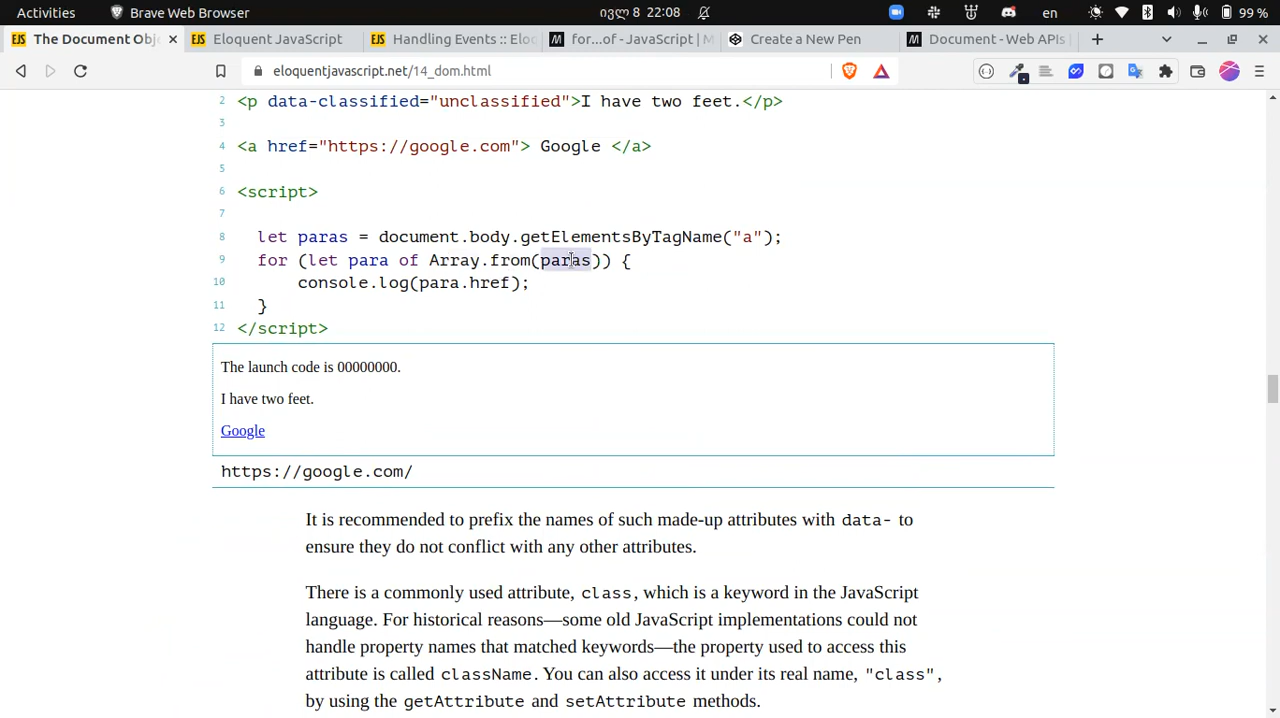 Activities
Brave Web Browser
ივლ 8 22:08
en
99 %
The Document Obj
Eloquent JavaScript
Handling Events :: Elo
for...of - JavaScript | M
Create a New Pen
Document - Web APIs |
eloquentjavascript.net/14_dom.html
2 <p data-classified="unclassified">I have two feet.</p>
3
4 <a href="https://google.com"> Google </a>
5
6 <script>
7
8 let paras = document.body.getElementsByTagName("a");
9 for (let para of Array.from(paras)) {
10 console.log(para.href);
11 }
12 </script>
The launch code is 00000000.
I have two feet.
Google
https://google.com/
It is recommended to prefix the names of such made-up attributes with data- to
ensure they do not conflict with any other attributes.
There is a commonly used attribute, class, which is a keyword in the JavaScript
language. For historical reasons—some old JavaScript implementations could not
handle property names that matched keywords—the property used to access this
attribute is called className. You can also access it under its real name, "class",
by using the getAttribute and setAttribute methods.